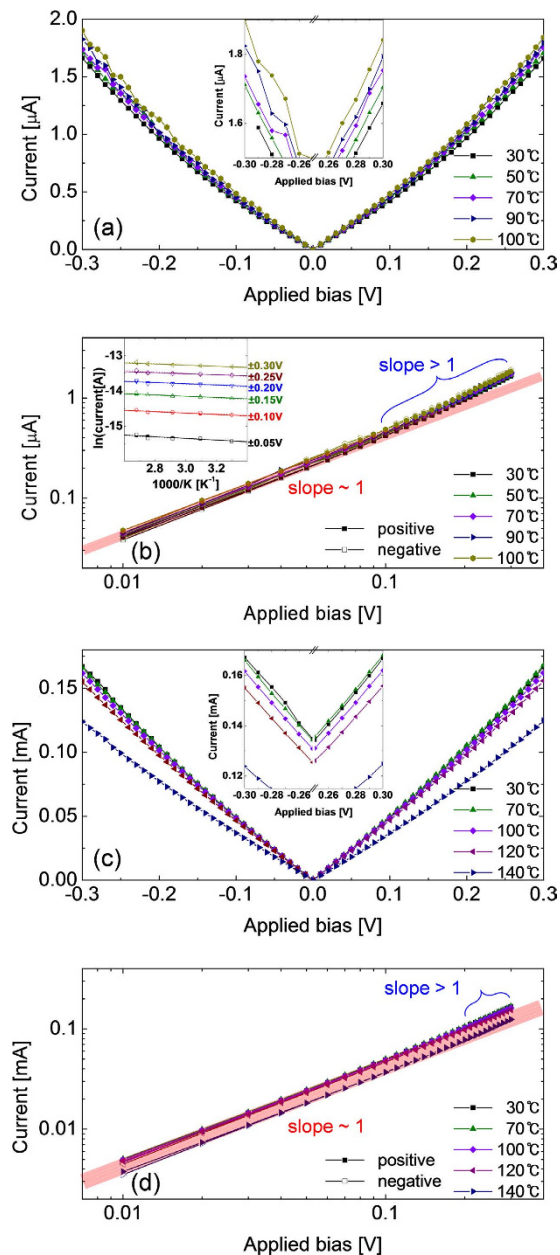 2.0
1.5
1.0
0.5
0.0
Current [μA]
-0.3 -0.2 -0.1 0.0 0.1 0.2 0.3
Applied bias [V]
(a)
1.8
1.6
Current [μA]
-0.30 -0.28 -0.26 0.26 0.28 0.30
Applied bias [V]
30℃
50℃
70℃
90℃
100℃
1
0.1
Current [μA]
0.01 0.1
Applied bias [V]
(b)
-13
-14
-15
ln(current[A])
2.7 3.0 3.3
1000/K [K⁻¹]
±0.30V
±0.25V
±0.20V
±0.15V
±0.10V
±0.05V
slope > 1
slope ~ 1
positive
negative
30℃
50℃
70℃
90℃
100℃
0.15
0.10
0.05
0.00
Current [mA]
-0.3 -0.2 -0.1 0.0 0.1 0.2 0.3
Applied bias [V]
(c)
0.16
0.14
0.12
Current [mA]
-0.30 -0.28 -0.26 0.26 0.28 0.30
Applied bias [V]
30℃
70℃
100℃
120℃
140℃
0.1
0.01
Current [mA]
0.01 0.1
Applied bias [V]
(d)
slope > 1
slope ~ 1
positive
negative
30℃
70℃
100℃
120℃
140℃